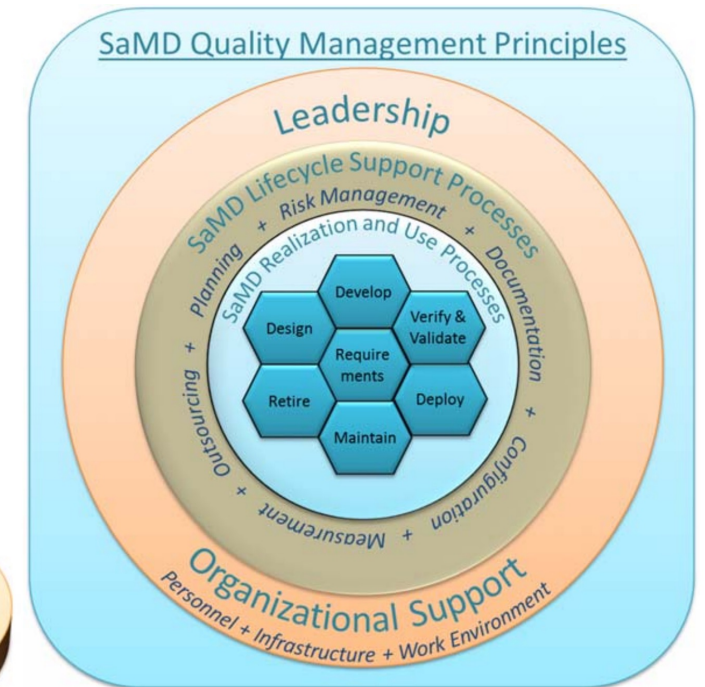 SaMD Quality Management Principles
Leadership
SaMD Lifecycle Support Processes
Outsourcing + Planning + Risk Management + Documentation + Configuration + Measurement +
SaMD Realization and Use Processes
Develop
Design
Verify &
Validate
Require
ments
Retire
Deploy
Maintain
Organizational Support
Personnel + Infrastructure + Work Environment